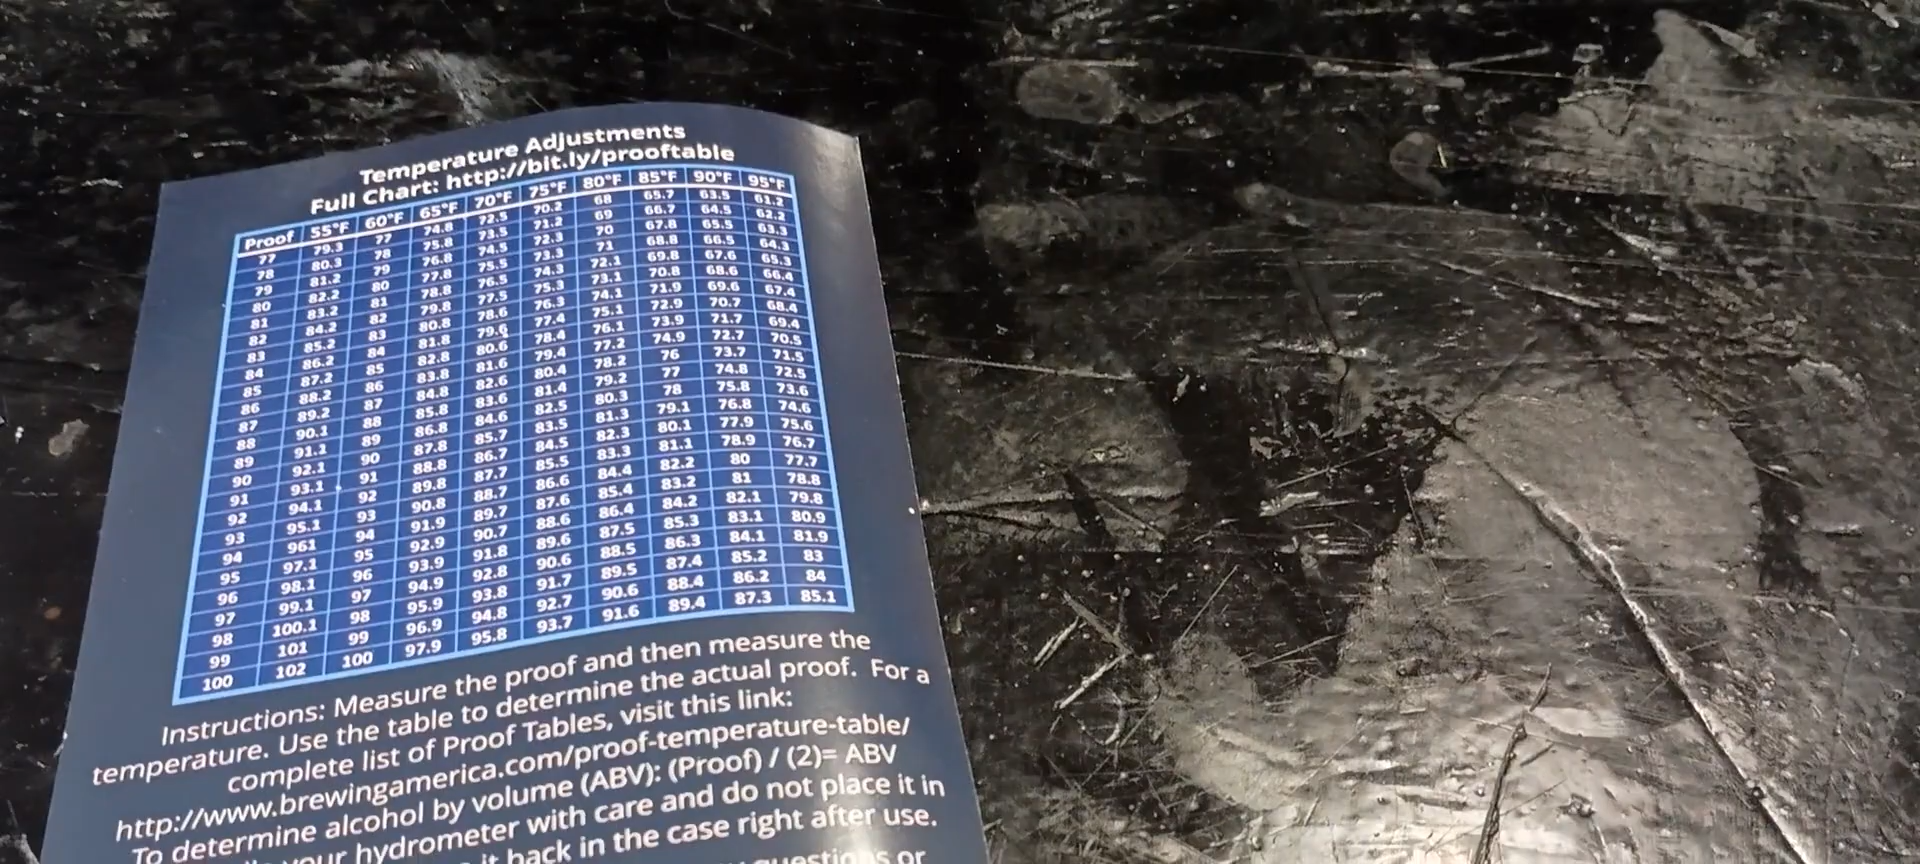 Temperature Adjustments
Full Chart: http://bit.ly/prooftable
Proof 55°F 60°F 65°F 70°F 75°F 80°F 85°F 90°F 95°F
77 79.3 77 74.8 72.5 70.2 68 65.7 63.5 61.2
78 80.3 78 75.8 73.5 71.2 69 66.7 64.5 62.2
79 81.2 79 76.8 74.5 72.3 70 67.8 65.5 63.3
80 82.2 80 77.8 75.5 73.3 71 68.8 66.5 64.3
81 83.2 81 78.8 76.5 74.3 72.1 69.8 67.6 65.3
82 84.2 82 79.8 77.5 75.3 73.1 70.8 68.6 66.4
83 85.2 83 80.8 78.6 76.3 74.1 71.9 69.6 67.4
84 86.2 84 81.8 79.6 77.4 75.1 72.9 70.7 68.4
85 87.2 85 82.8 80.6 78.4 76.1 73.9 71.7 69.4
86 88.2 86 83.8 81.6 79.4 77.2 74.9 72.7 70.5
87 89.2 87 84.8 82.6 80.4 78.2 76 73.7 71.5
88 90.1 88 85.8 83.6 81.4 79.2 77 74.8 72.5
89 91.1 89 86.8 84.6 82.5 80.3 78 75.8 73.6
90 92.1 90 87.8 85.7 83.5 81.3 79.1 76.8 74.6
91 93.1 91 88.8 86.7 84.5 82.3 80.1 77.9 75.6
92 94.1 92 89.8 87.7 85.5 83.3 81.1 78.9 76.7
93 95.1 93 90.8 88.7 86.6 84.4 82.2 80 77.7
94 961 94 91.9 89.7 87.6 85.4 83.2 81 78.8
95 97.1 95 92.9 90.7 88.6 86.4 84.2 82.1 79.8
96 98.1 96 93.9 91.8 89.6 87.5 85.3 83.1 80.9
97 99.1 97 94.9 92.8 90.6 88.5 86.3 84.1 81.9
98 100.1 98 95.9 93.8 91.7 89.5 87.4 85.2 83
99 101 99 96.9 94.8 92.7 90.6 88.4 86.2 84
100 102 100 97.9 95.8 93.7 91.6 89.4 87.3 85.1
Instructions: Measure the proof and then measure the
temperature. Use the table to determine the actual proof. For a
complete list of Proof Tables, visit this link:
http://www.brewingamerica.com/proof-temperature-table/
To determine alcohol by volume (ABV): (Proof) / (2)= ABV
your hydrometer with care and do not place it in
it back in the case right after use.
questions or